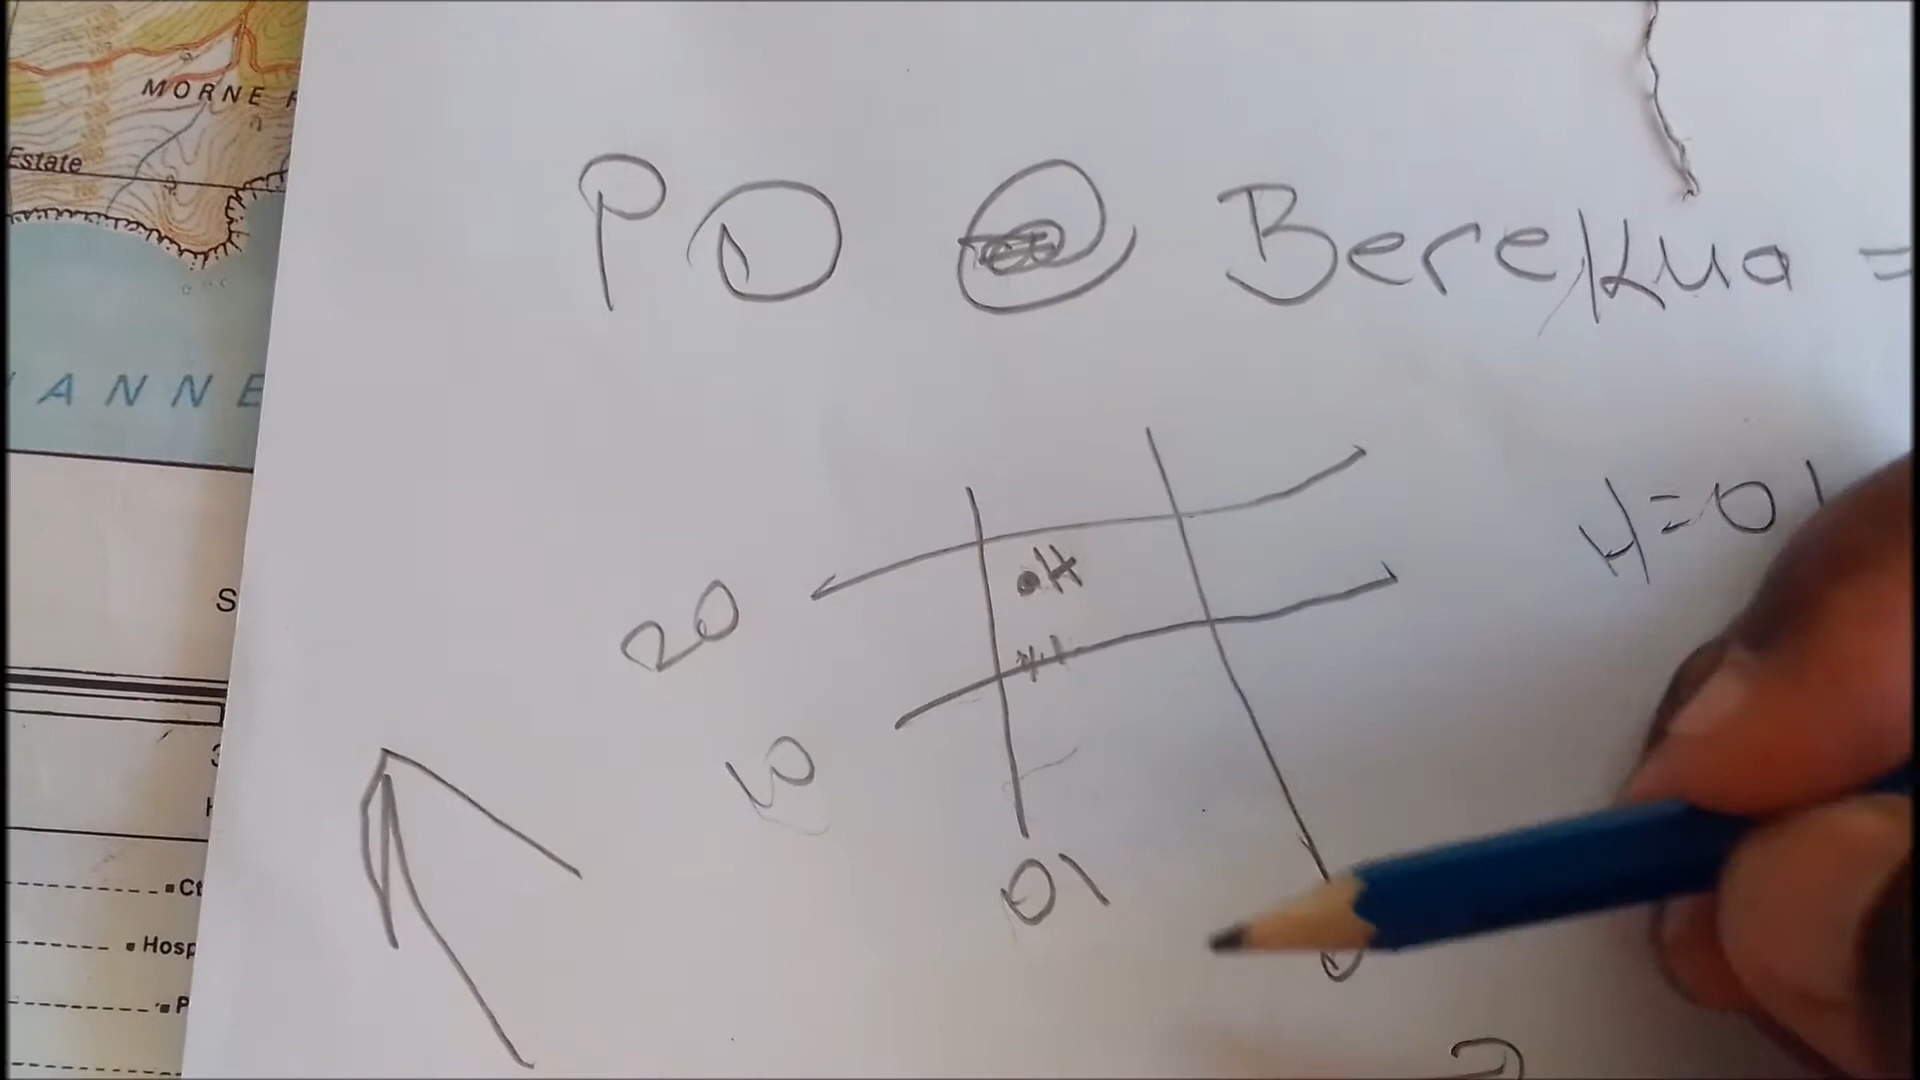 MORNE
Estate
PO @ Berekua =
ANNE
H=01
H
20
S
10
01
Hosp
P